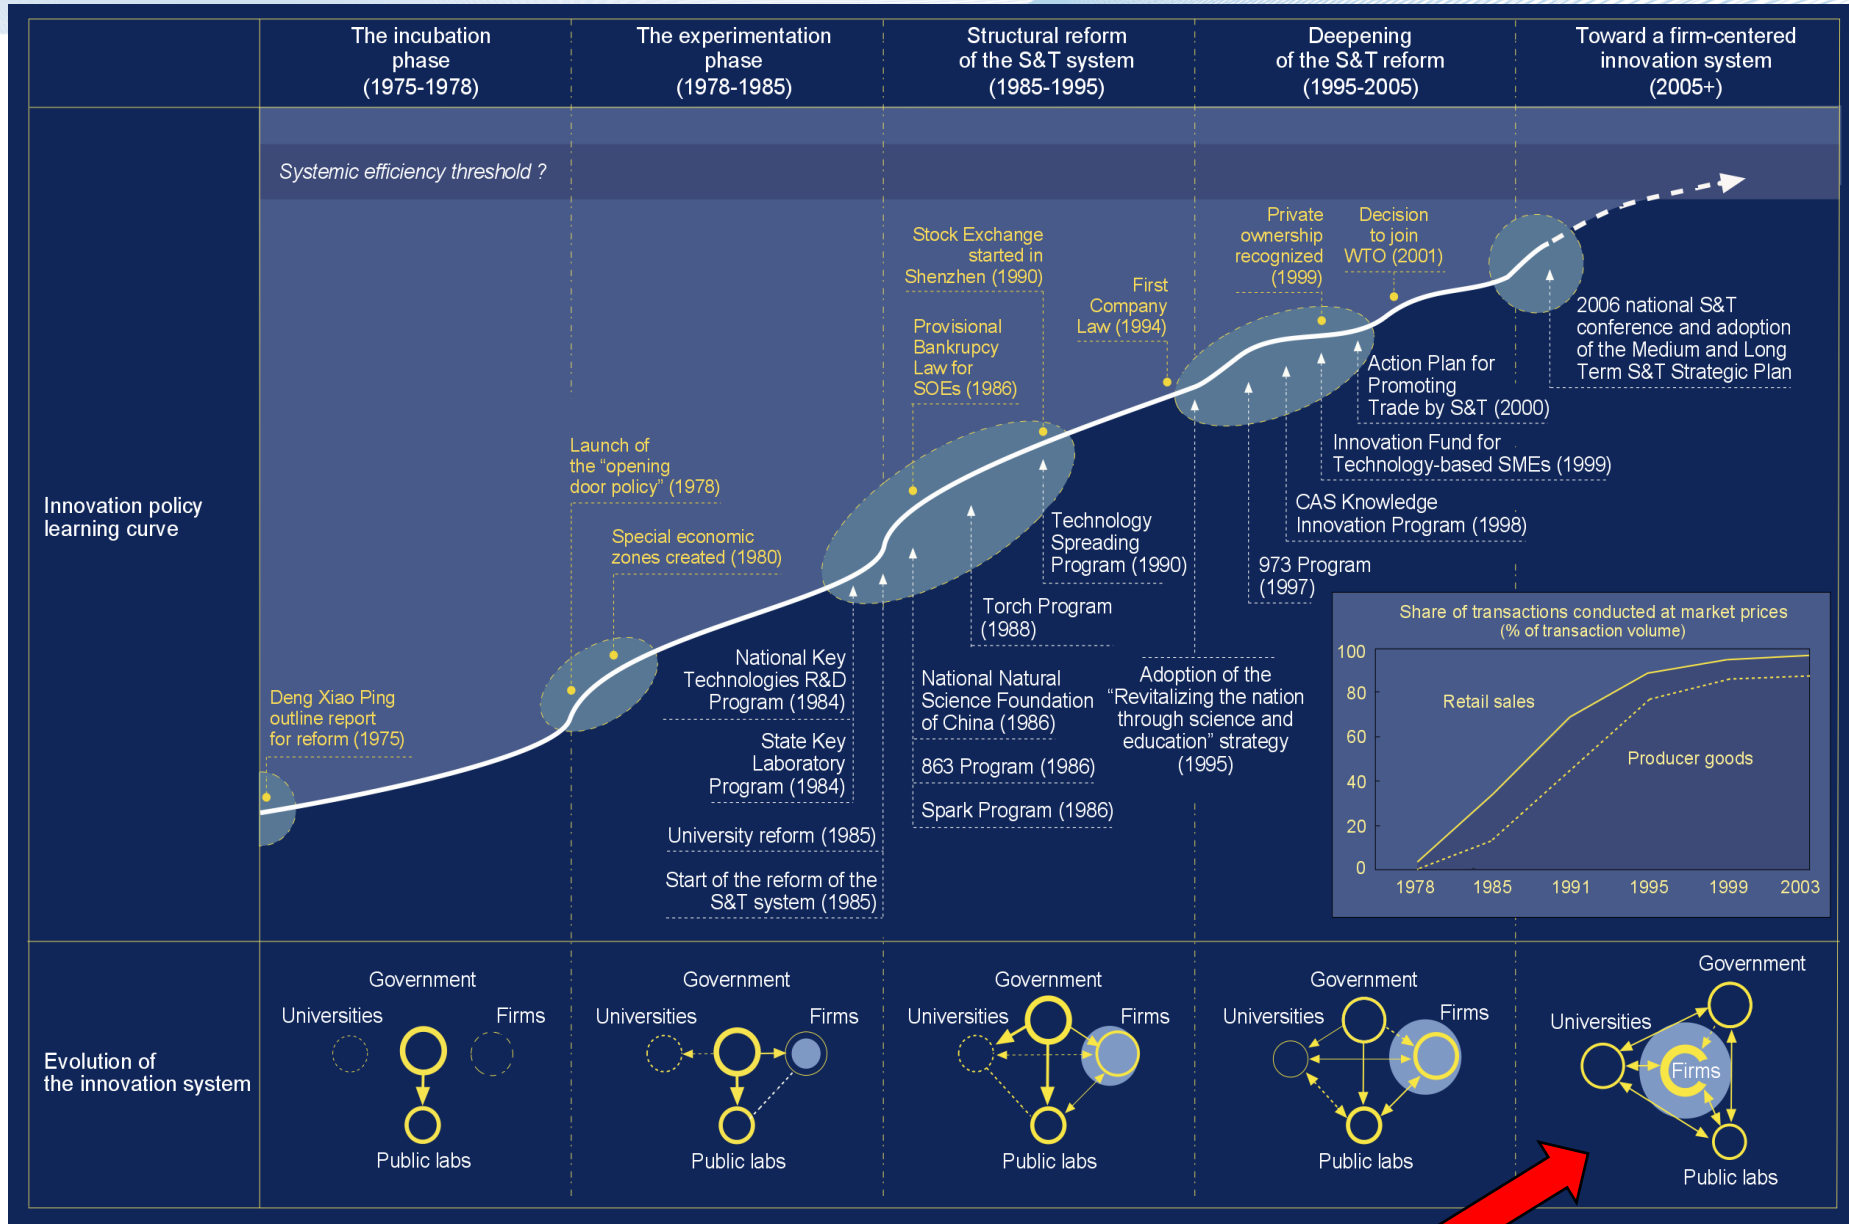 The incubation
phase
(1975-1978)
The experimentation
phase
(1978-1985)
Structural reform
of the S&T system
(1985-1995)
Deepening
of the S&T reform
(1995-2005)
Toward a firm-centered
innovation system
(2005+)
Innovation policy
learning curve
Systemic efficiency threshold ?
Deng Xiao Ping
outline report
for reform (1975)
Launch of
the “opening
door policy” (1978)
Special economic
zones created (1980)
Provisional
Bankrupcy
Law for
SOEs (1986)
Stock Exchange
started in
Shenzhen (1990)
First
Company
Law (1994)
Private
ownership
recognized
(1999)
Decision
to join
WTO (2001)
National Key
Technologies R&D
Program (1984)
State Key
Laboratory
Program (1984)
University reform (1985)
Start of the reform of the
S&T system (1985)
National Natural
Science Foundation
of China (1986)
863 Program (1986)
Spark Program (1986)
Torch Program
(1988)
Technology
Spreading
Program (1990)
Adoption of the
“Revitalizing the nation
through science and
education” strategy
(1995)
973 Program
(1997)
CAS Knowledge
Innovation Program (1998)
Innovation Fund for
Technology-based SMEs (1999)
Action Plan for
Promoting
Trade by S&T (2000)
2006 national S&T
conference and adoption
of the Medium and Long
Term S&T Strategic Plan
Share of transactions conducted at market prices
(% of transaction volume)
100
80
60
40
20
0
Retail sales
Producer goods
1978 1985 1991 1995 1999 2003
Evolution of
the innovation system
Government
Universities
Firms
Public labs
Government
Universities
Firms
Public labs
Government
Universities
Firms
Public labs
Government
Universities
Firms
Public labs
Government
Universities
Firms
Public labs